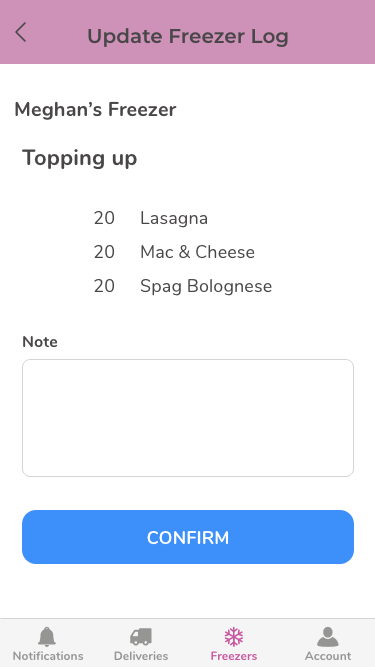 Update Freezer Log
Meghan’s Freezer
Topping up
20 Lasagna
20 Mac & Cheese
20 Spag Bolognese
Note
CONFIRM
Notifications Deliveries Freezers Account